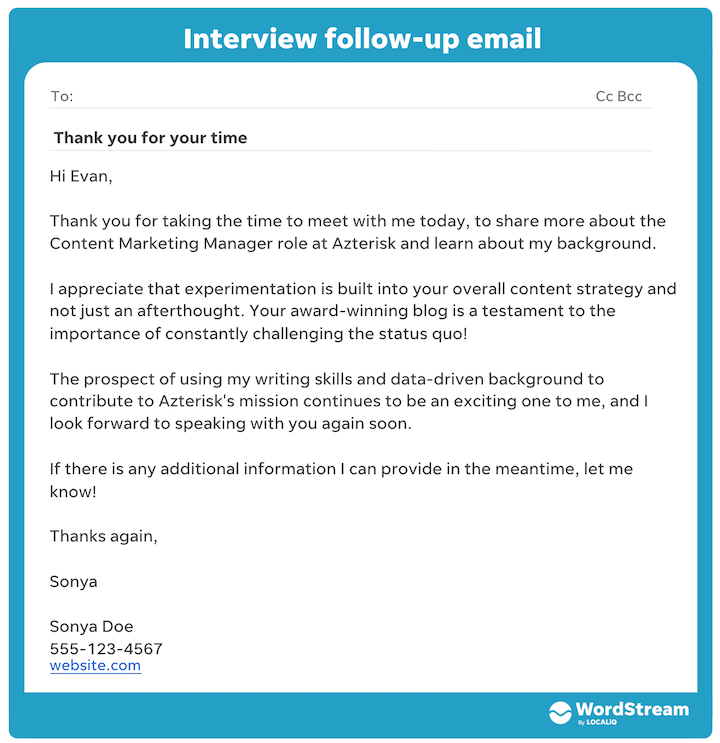 Interview follow-up email
To: Cc Bcc
Thank you for your time
Hi Evan,
Thank you for taking the time to meet with me today, to share more about the
Content Marketing Manager role at Azterisk and learn about my background.
I appreciate that experimentation is built into your overall content strategy and
not just an afterthought. Your award-winning blog is a testament to the
importance of constantly challenging the status quo!
The prospect of using my writing skills and data-driven background to
contribute to Azterisk's mission continues to be an exciting one to me, and I
look forward to speaking with you again soon.
If there is any additional information I can provide in the meantime, let me
know!
Thanks again,
Sonya
Sonya Doe
555-123-4567
website.com
WordStream
By LOCALiQ